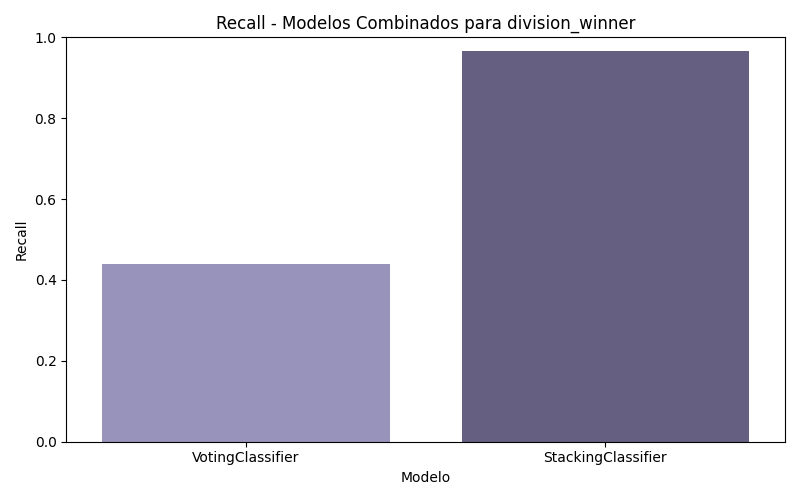 Recall - Modelos Combinados para division_winner
1.0
0.8
0.6
0.4
0.2
0.0
Recall
VotingClassifier
StackingClassifier
Modelo